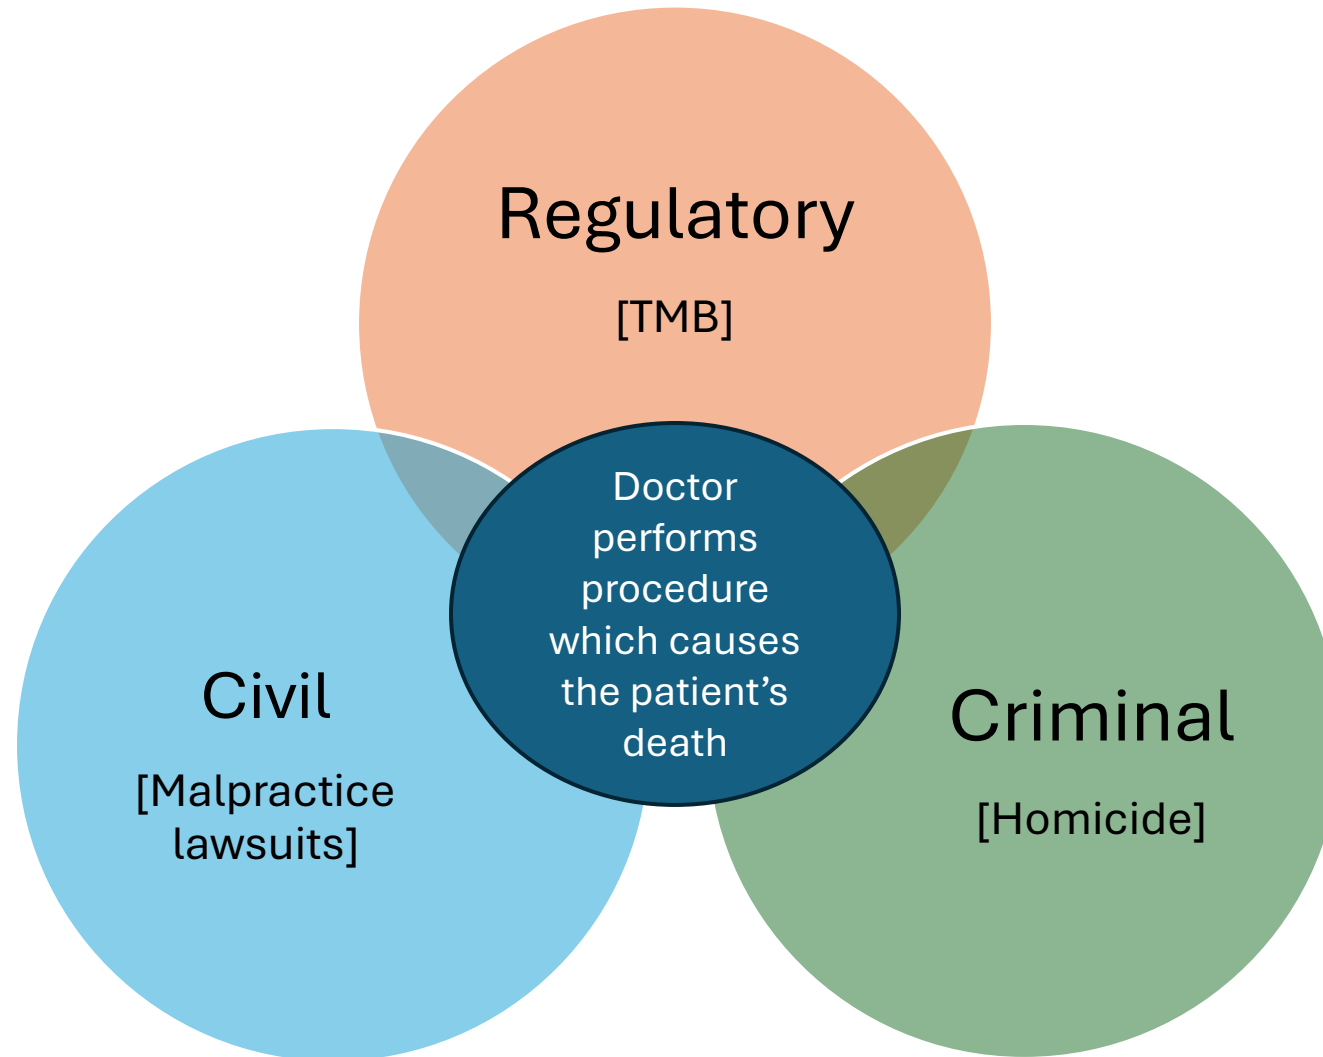 Regulatory
[TMB]
Doctor
performs
procedure
which causes
the patient’s
death
Civil
[Malpractice
lawsuits]
Criminal
[Homicide]